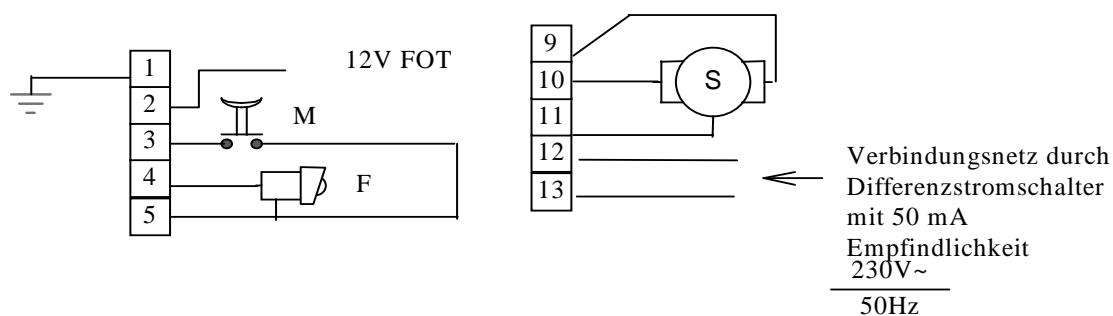 1
2
3
4
5
12V FOT
M
F
9
10
11
12
13
S
Verbindungsnetz durch
Differenzstromschalter
mit 50 mA
Empfindlichkeit
230V~
50Hz